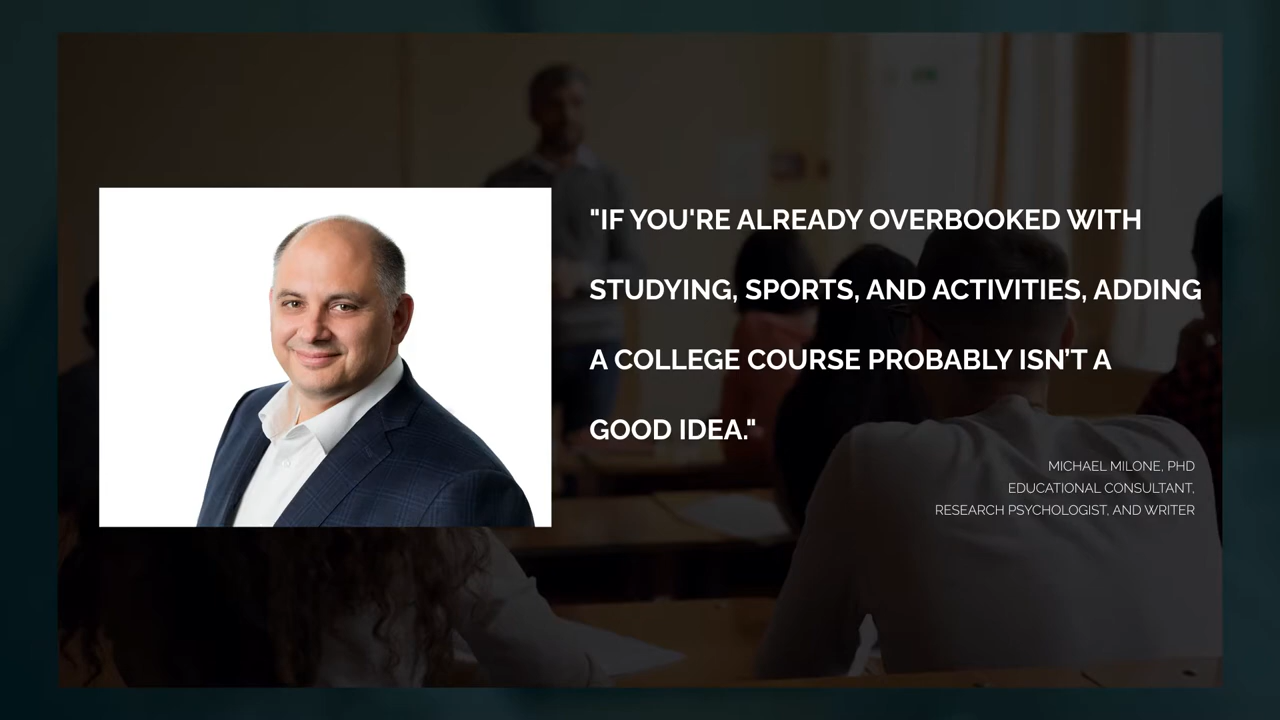 "IF YOU'RE ALREADY OVERBOOKED WITH
STUDYING, SPORTS, AND ACTIVITIES, ADDING
A COLLEGE COURSE PROBABLY ISN’T A
GOOD IDEA."
MICHAEL MILONE, PHD
EDUCATIONAL CONSULTANT,
RESEARCH PSYCHOLOGIST, AND WRITER